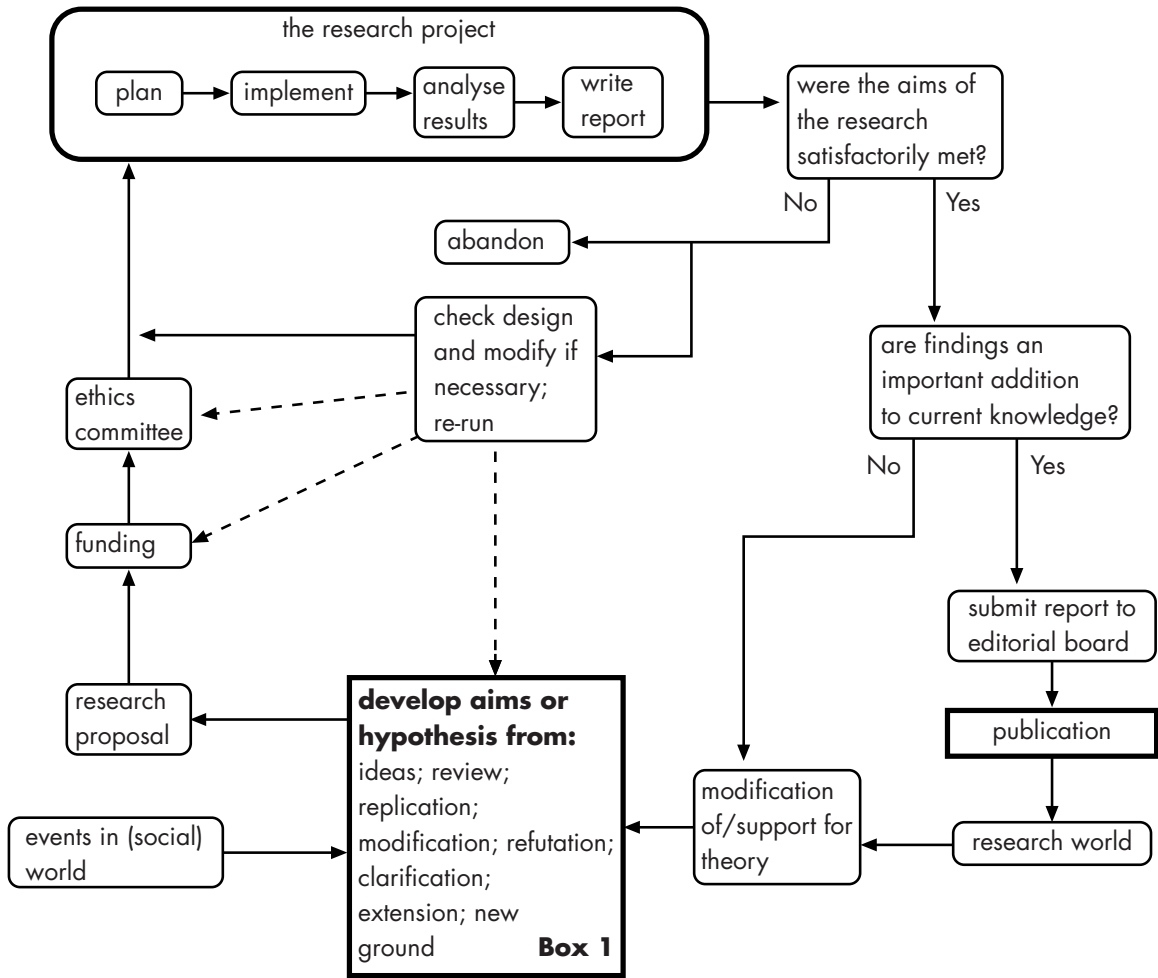 the research project
plan
implement
analyse
results
write
report
were the aims of
the research
satisfactorily met?
No
Yes
abandon
check design
and modify if
necessary;
re-run
are findings an
important addition
to current knowledge?
No
Yes
ethics
committee
funding
submit report to
editorial board
research
proposal
develop aims or
hypothesis from:
ideas; review;
replication;
modification; refutation;
clarification;
extension; new
ground
Box 1
publication
modification
of/support for
theory
research world
events in (social)
world